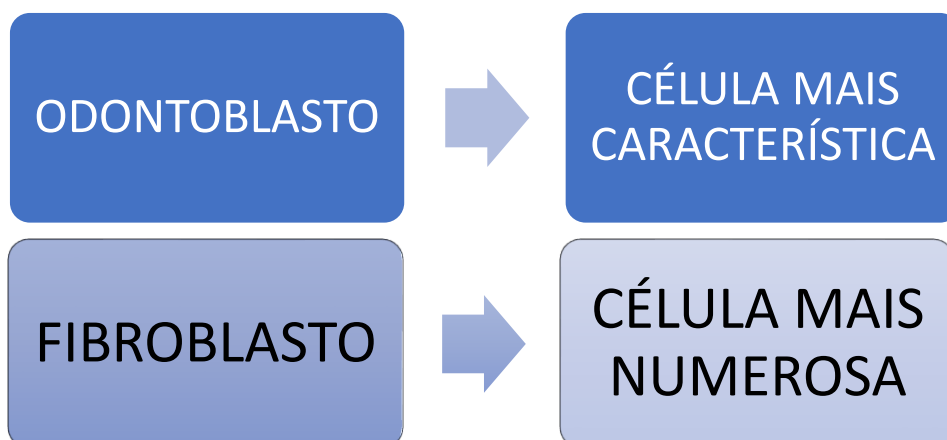 ODONTOBLASTO
CÉLULA MAIS
CARACTERÍSTICA
FIBROBLASTO
CÉLULA MAIS
NUMEROSA